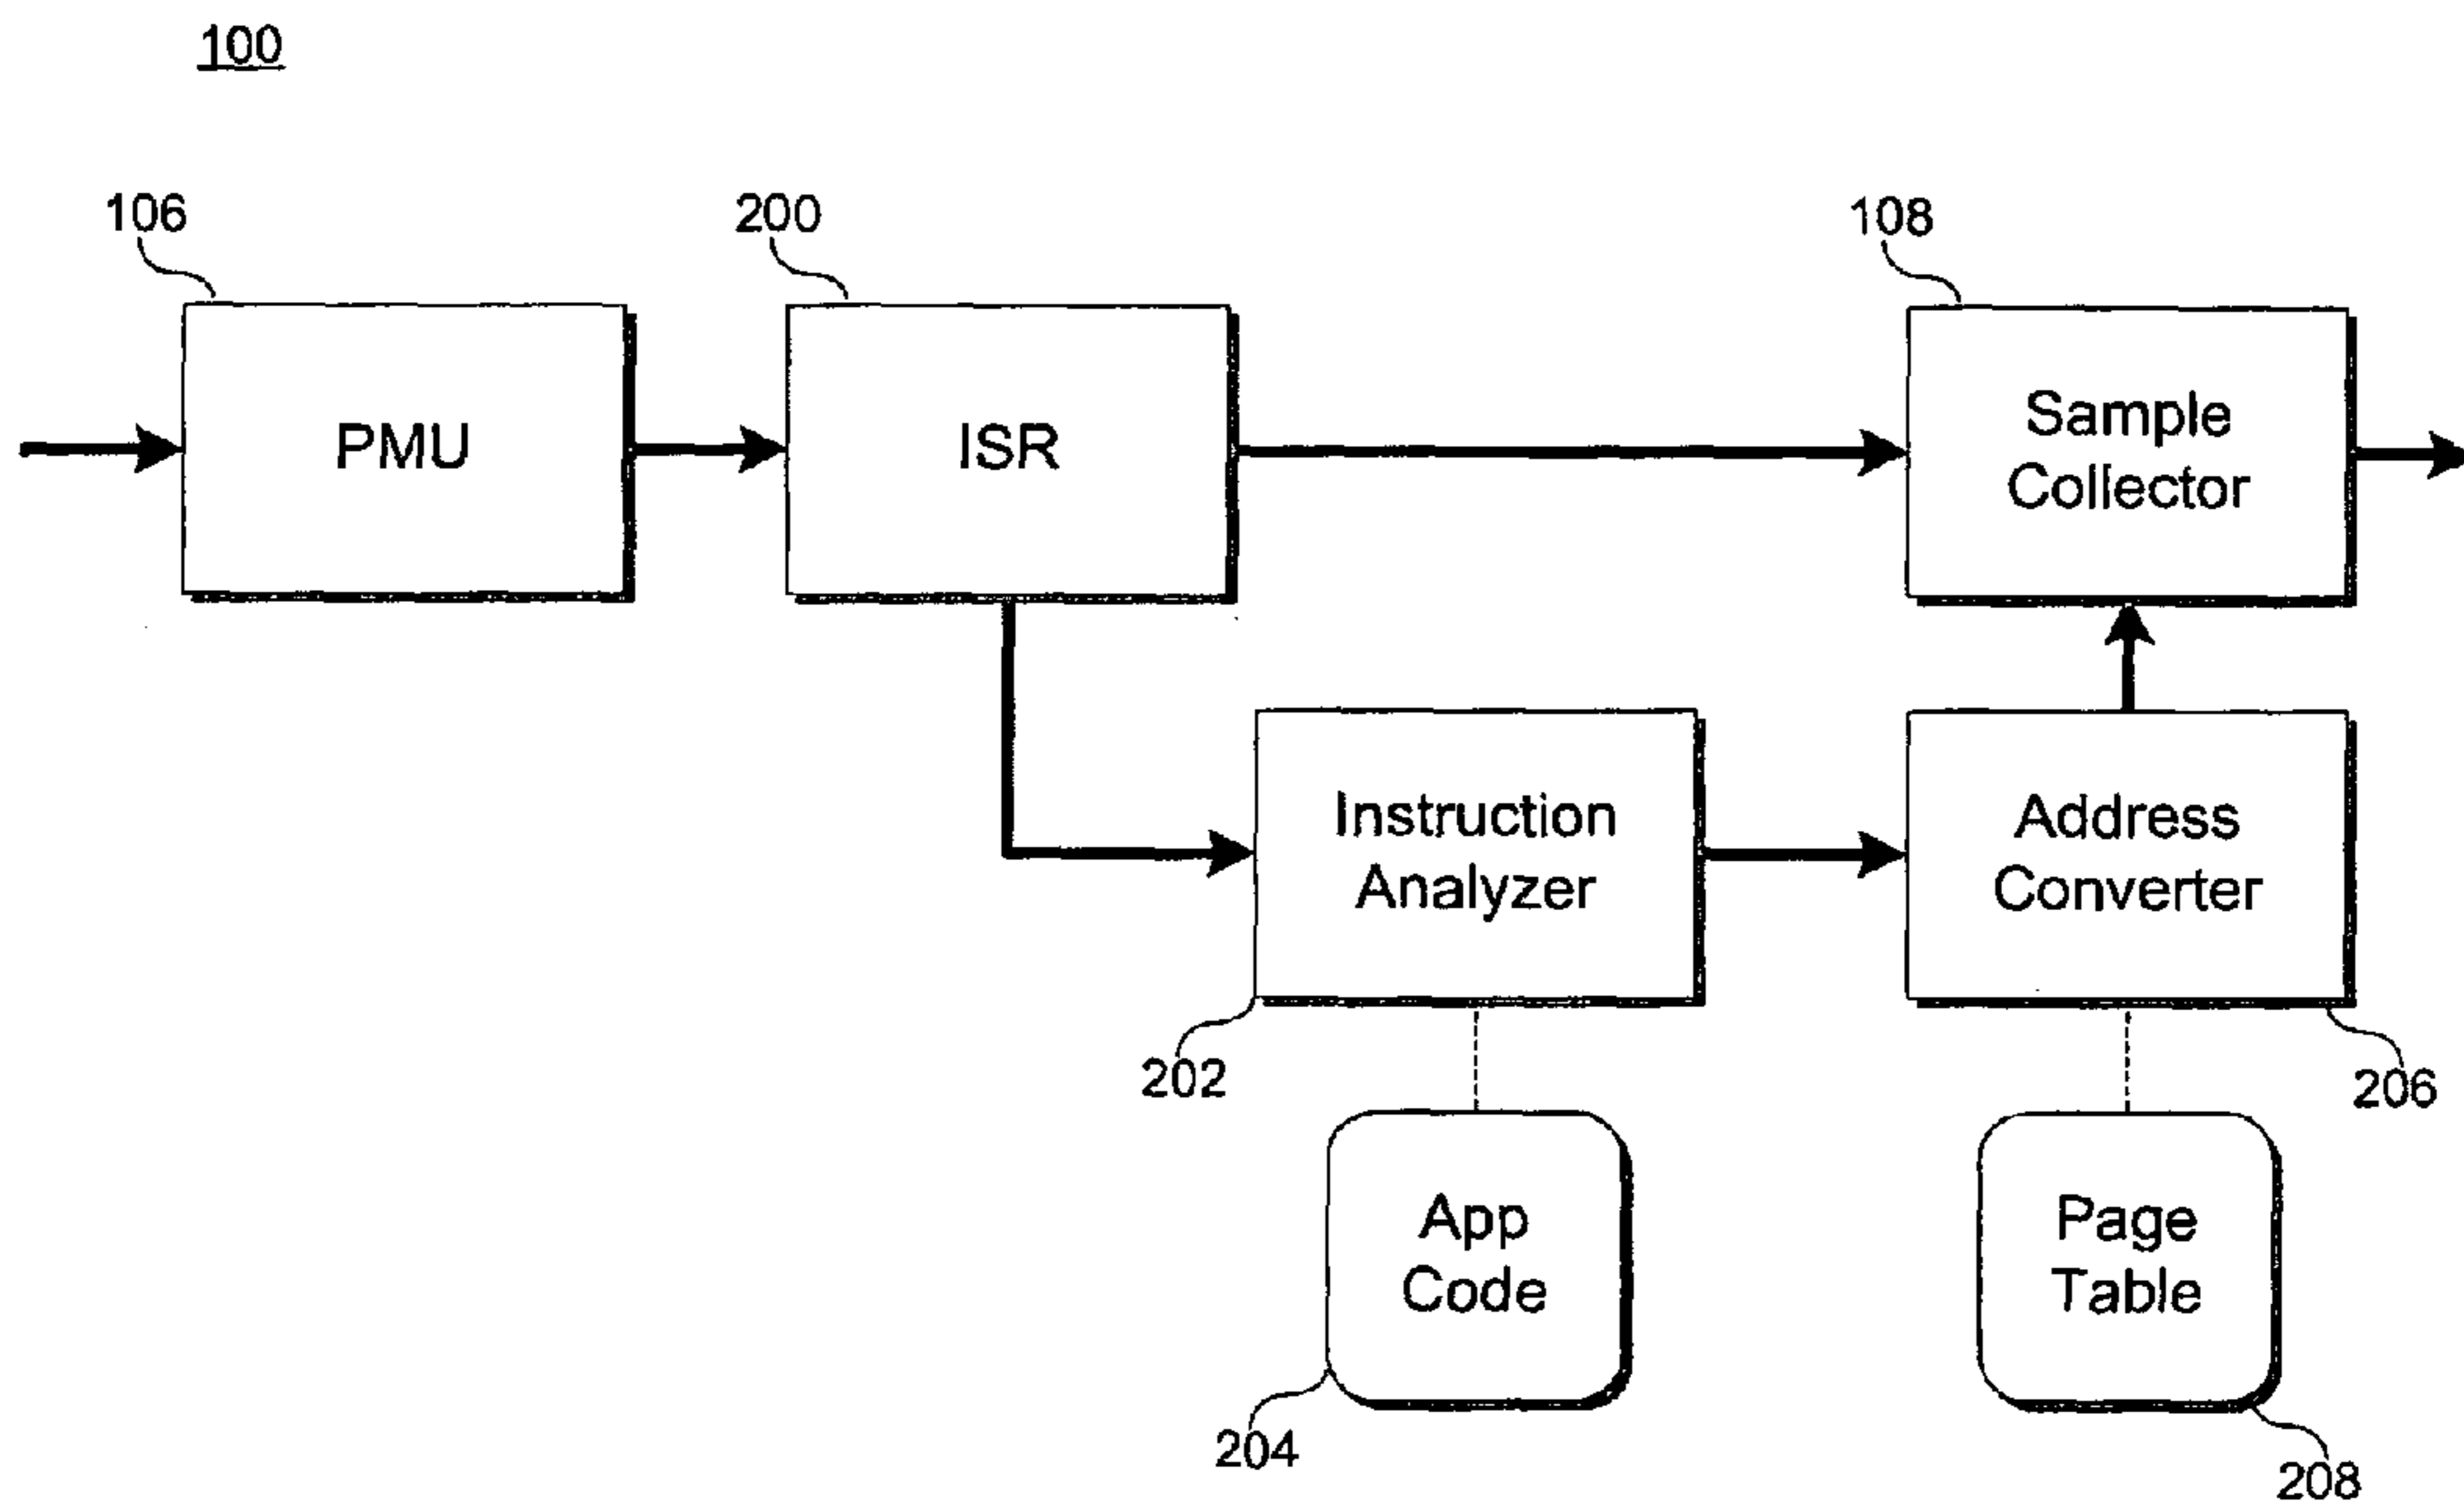 100
106
200
108
PMU
ISR
Sample
Collector
Instruction
Analyzer
Address
Converter
202
206
App
Code
Page
Table
204
208